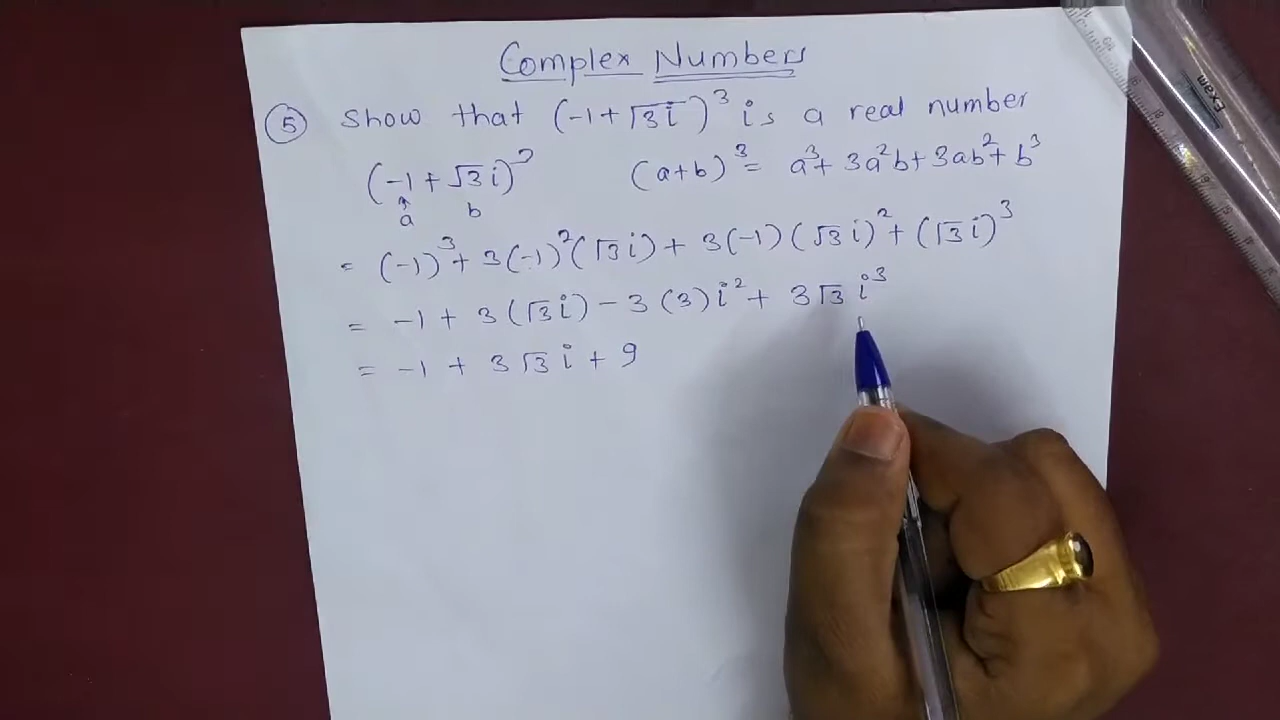 Complex Numbers
⑤ Show that (-1+√3i)³ is a real number
(-1 + √3 i)³ (a+b)³ = a³+ 3a²b+3ab²+b³
a b
= (-1)³+ 3(-1)²(√3i) + 3(-1)(√3i)²+(√3i)³
= -1 + 3(√3i) - 3(3)i²+ 3√3 i³
= -1 + 3√3 i + 9
Exam